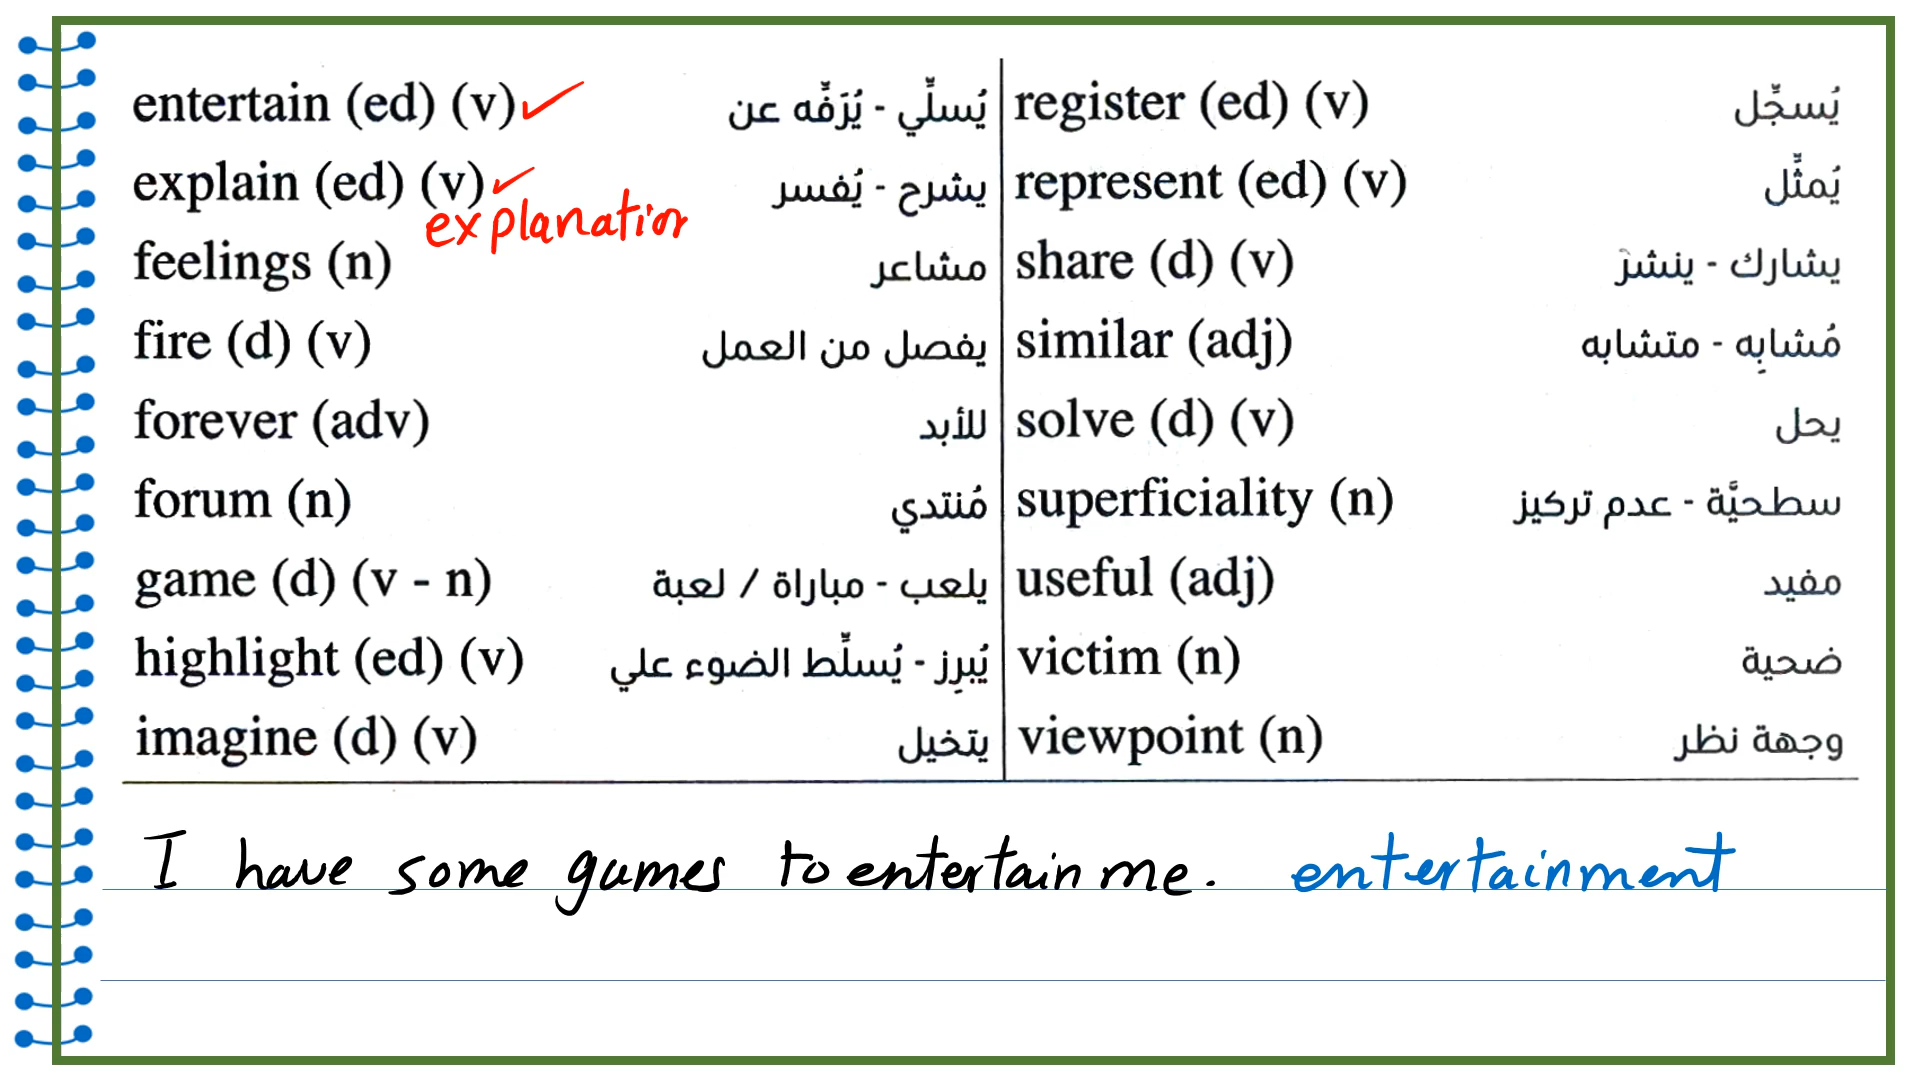 entertain (ed) (v) يُسلِّي - يُرَفَّه عن
explain (ed) (v) يشرح - يُفسر
explanation
feelings (n) مشاعر
fire (d) (v) يفصل من العمل
forever (adv) للأبد
forum (n) مُنتدي
game (d) (v - n) يلعب - مباراة / لعبة
highlight (ed) (v) يُبرِز - يُسلِّط الضوء علي
imagine (d) (v) يتخيل
register (ed) (v) يُسجِّل
represent (ed) (v) يُمثِّل
share (d) (v) يشارك - ينشر
similar (adj) مُشابِه - متشابه
solve (d) (v) يحل
superficiality (n) سطحيَّة - عدم تركيز
useful (adj) مفيد
victim (n) ضحية
viewpoint (n) وجهة نظر
I have some games to entertain me. entertainment